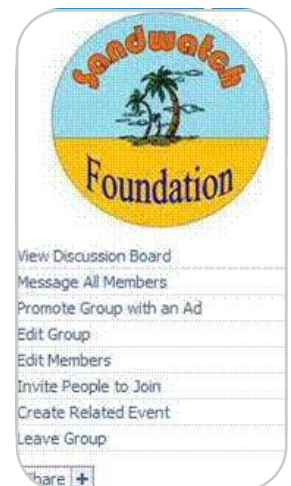 Sandwatch
Foundation
View Discussion Board
Message All Members
Promote Group with an Ad
Edit Group
Edit Members
Invite People to Join
Create Related Event
Leave Group
Share +